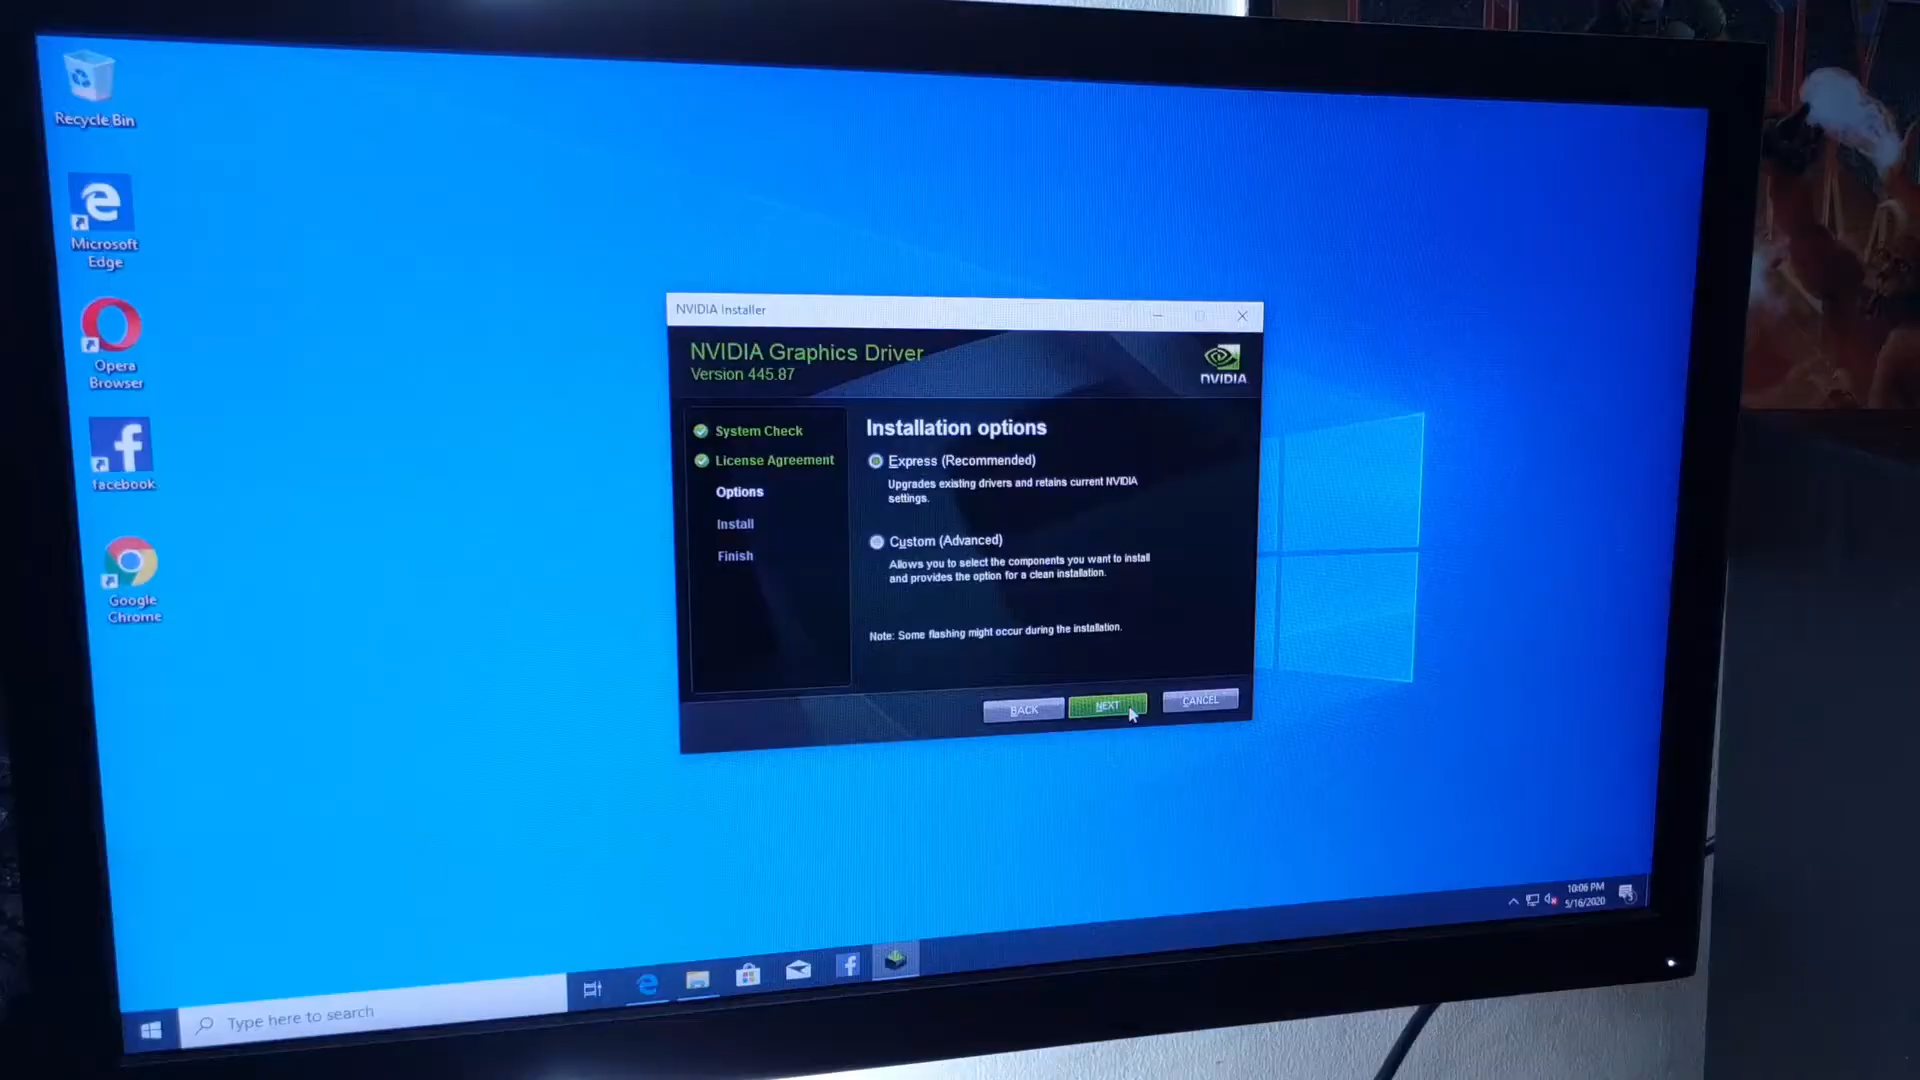 Recycle Bin
Microsoft
Edge
Opera
Browser
facebook
Google
Chrome
NVIDIA Installer
NVIDIA Graphics Driver
Version 445.87
NVIDIA
System Check
License Agreement
Options
Install
Finish
Installation options
Express (Recommended)
Upgrades existing drivers and retains current NVIDIA
settings.
Custom (Advanced)
Allows you to select the components you want to install
and provides the option for a clean installation.
Note: Some flashing might occur during the installation.
BACK
NEXT
CANCEL
Type here to search
10:06 PM
5/16/2020